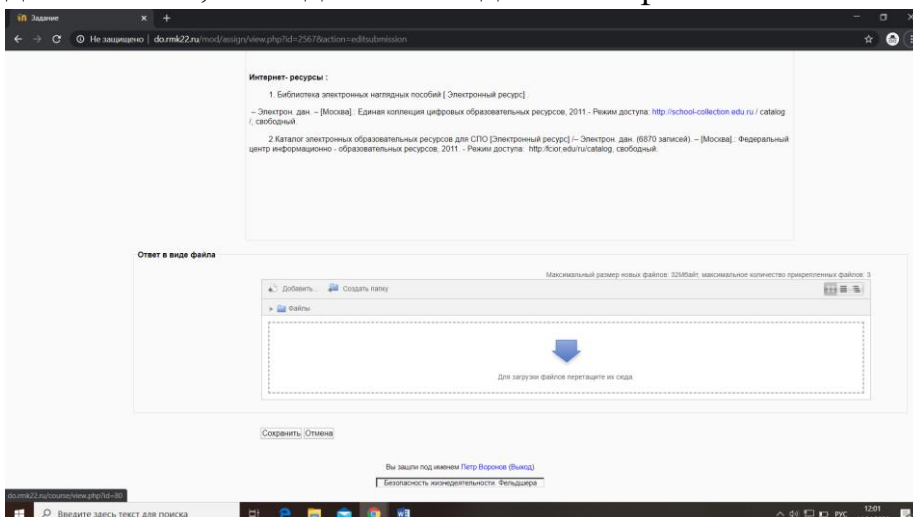 Задание
Не защищено | do.rmk22.ru/mod/assign/view.php?id=2567&action=editsubmission
Интернет- ресурсы :
1. Библиотека электронных наглядных пособий [ Электронный ресурс] .
– Электрон. дан. – [Москва].: Единая коллекция цифровых образовательных ресурсов, 2011.- Режим доступа: http://school-collection.edu.ru / catalog
/, свободный.
2.Каталог электронных образовательных ресурсов для СПО [Электронный ресурс] /– Электрон. дан. (6870 записей). – [Москва].: Федеральный
центр информационно - образовательных ресурсов, 2011. - Режим доступа: http:/fcior.edu/ru/catalog, свободный.
Ответ в виде файла
Максимальный размер новых файлов: 32Мбайт, максимальное количество прикрепленных файлов: 3
Добавить... Создать папку
Файлы
Для загрузки файлов перетащите их сюда.
Сохранить Отмена
Вы зашли под именем Петр Воронов (Выход)
Безопасность жизнедеятельности. Фельдшера
do.rmk22.ru/course/view.php?id=80
Введите здесь текст для поиска
РУС 12:01